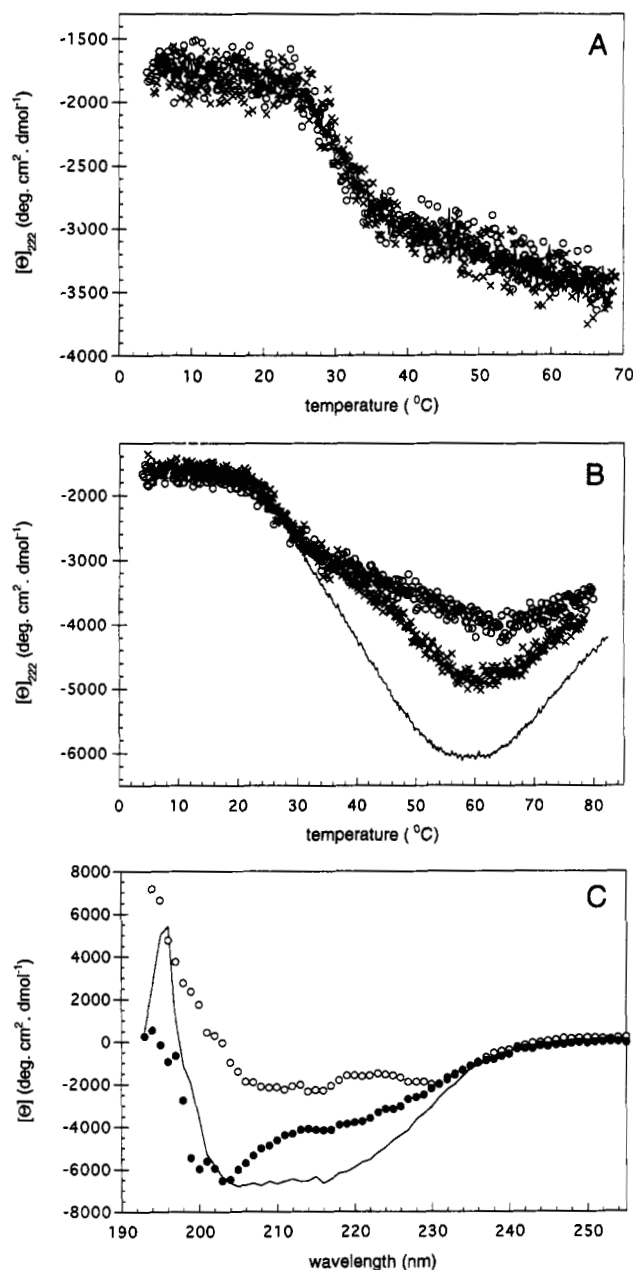 A
-1500
-2000
-2500
-3000
-3500
-4000
[Θ]222 (deg. cm². dmol⁻¹)
0 10 20 30 40 50 60 70
temperature ( ⁰C)
B
-2000
-3000
-4000
-5000
-6000
[Θ]222 (deg. cm². dmol⁻¹)
0 10 20 30 40 50 60 70 80
temperature ( ⁰C)
C
8000
6000
4000
2000
0
-2000
-4000
-6000
-8000
[Θ] (deg. cm². dmol⁻¹)
190 200 210 220 230 240 250
wavelength (nm)